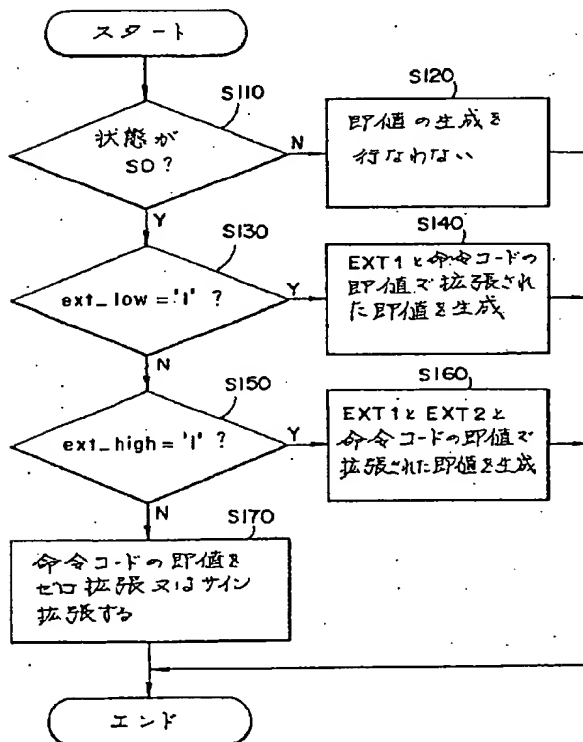 スタート
S110
状態が
S0?
N
Y
S120
即値の生成を
行なわない
S130
ext_low='1' ?
Y
N
S140
EXT1と命令コードの
即値で拡張され
た即値を生成
S150
ext_high='1' ?
Y
N
S160
EXT1とEXT2と
命令コードの即値で
拡張された即値を生成
S170
命令コードの即値を
ゼロ拡張又はサイン
拡張する
エンド